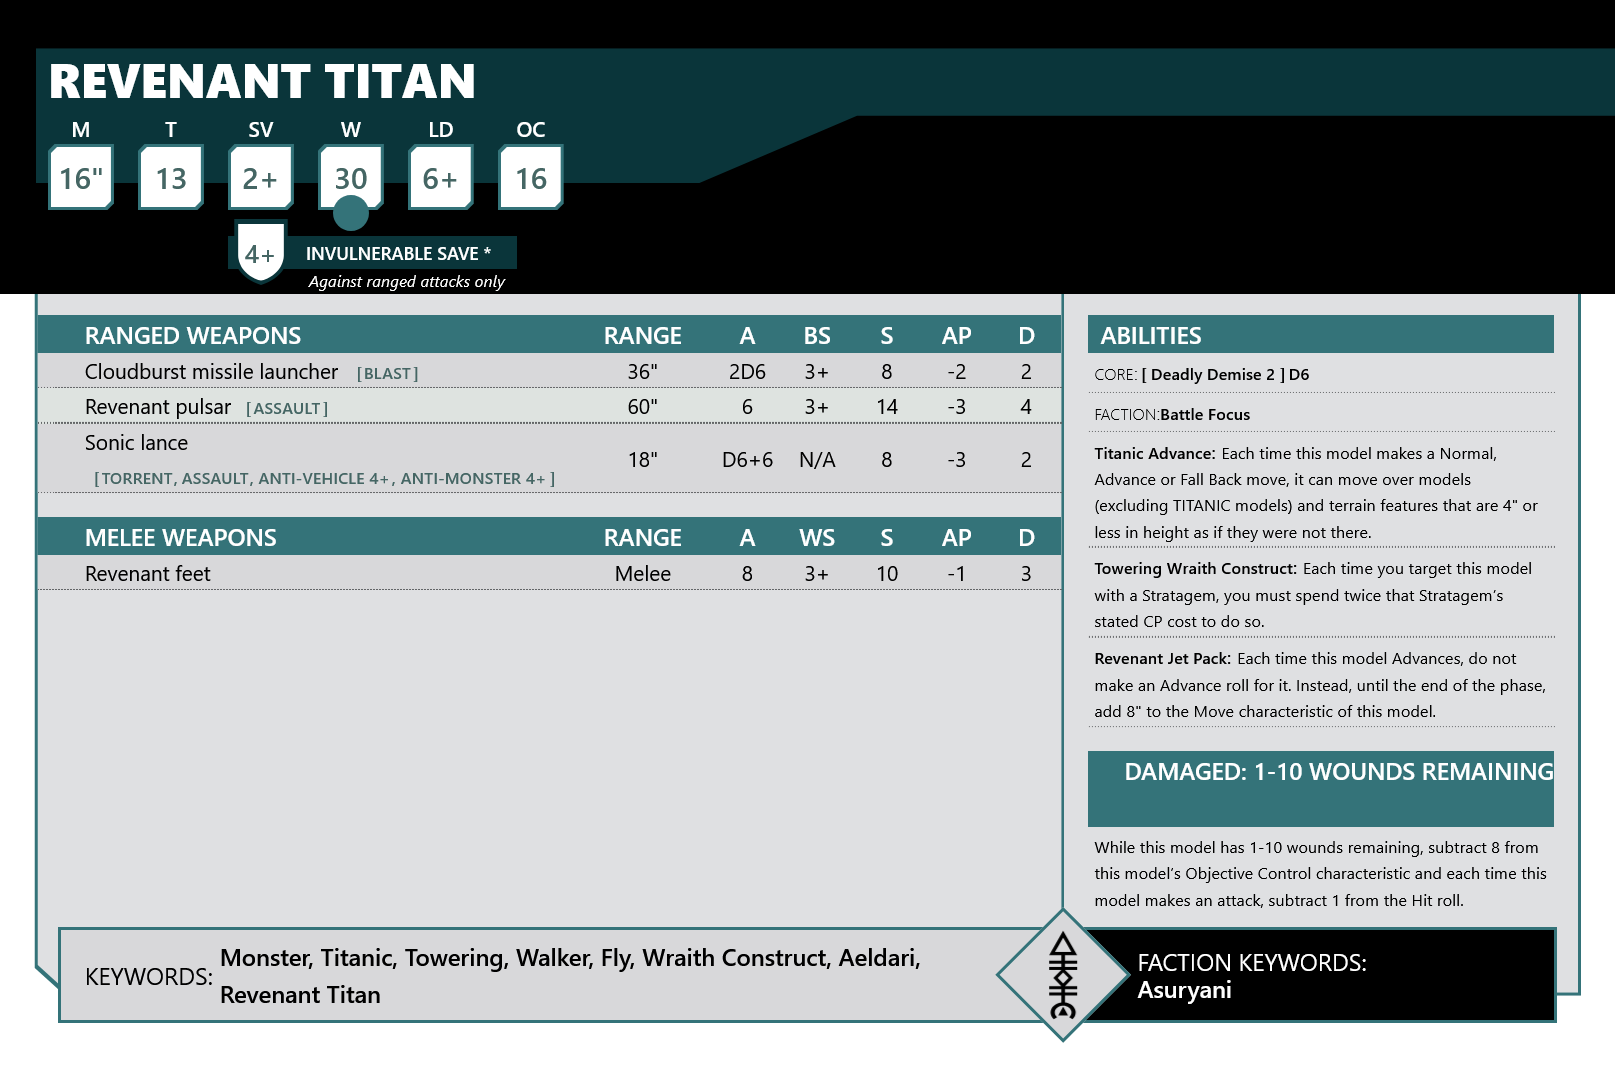 REVENANT TITAN
M T SV W LD OC
16" 13 2+ 30 6+ 16
4+ INVULNERABLE SAVE *
Against ranged attacks only
RANGED WEAPONS RANGE A BS S AP D
Cloudburst missile launcher [BLAST] 36" 2D6 3+ 8 -2 2
Revenant pulsar [ASSAULT] 60" 6 3+ 14 -3 4
Sonic lance
[TORRENT, ASSAULT, ANTI-VEHICLE 4+, ANTI-MONSTER 4+] 18" D6+6 N/A 8 -3 2
MELEE WEAPONS RANGE A WS S AP D
Revenant feet Melee 8 3+ 10 -1 3
ABILITIES
CORE: [ Deadly Demise 2 ] D6
FACTION:Battle Focus
Titanic Advance: Each time this model makes a Normal,
Advance or Fall Back move, it can move over models
(excluding TITANIC models) and terrain features that are 4" or
less in height as if they were not there.
Towering Wraith Construct: Each time you target this model
with a Stratagem, you must spend twice that Stratagem's
stated CP cost to do so.
Revenant Jet Pack: Each time this model Advances, do not
make an Advance roll for it. Instead, until the end of the phase,
add 8" to the Move characteristic of this model.
DAMAGED: 1-10 WOUNDS REMAINING
While this model has 1-10 wounds remaining, subtract 8 from
this model's Objective Control characteristic and each time this
model makes an attack, subtract 1 from the Hit roll.
KEYWORDS: Monster, Titanic, Towering, Walker, Fly, Wraith Construct, Aeldari,
Revenant Titan
FACTION KEYWORDS:
Asuryani